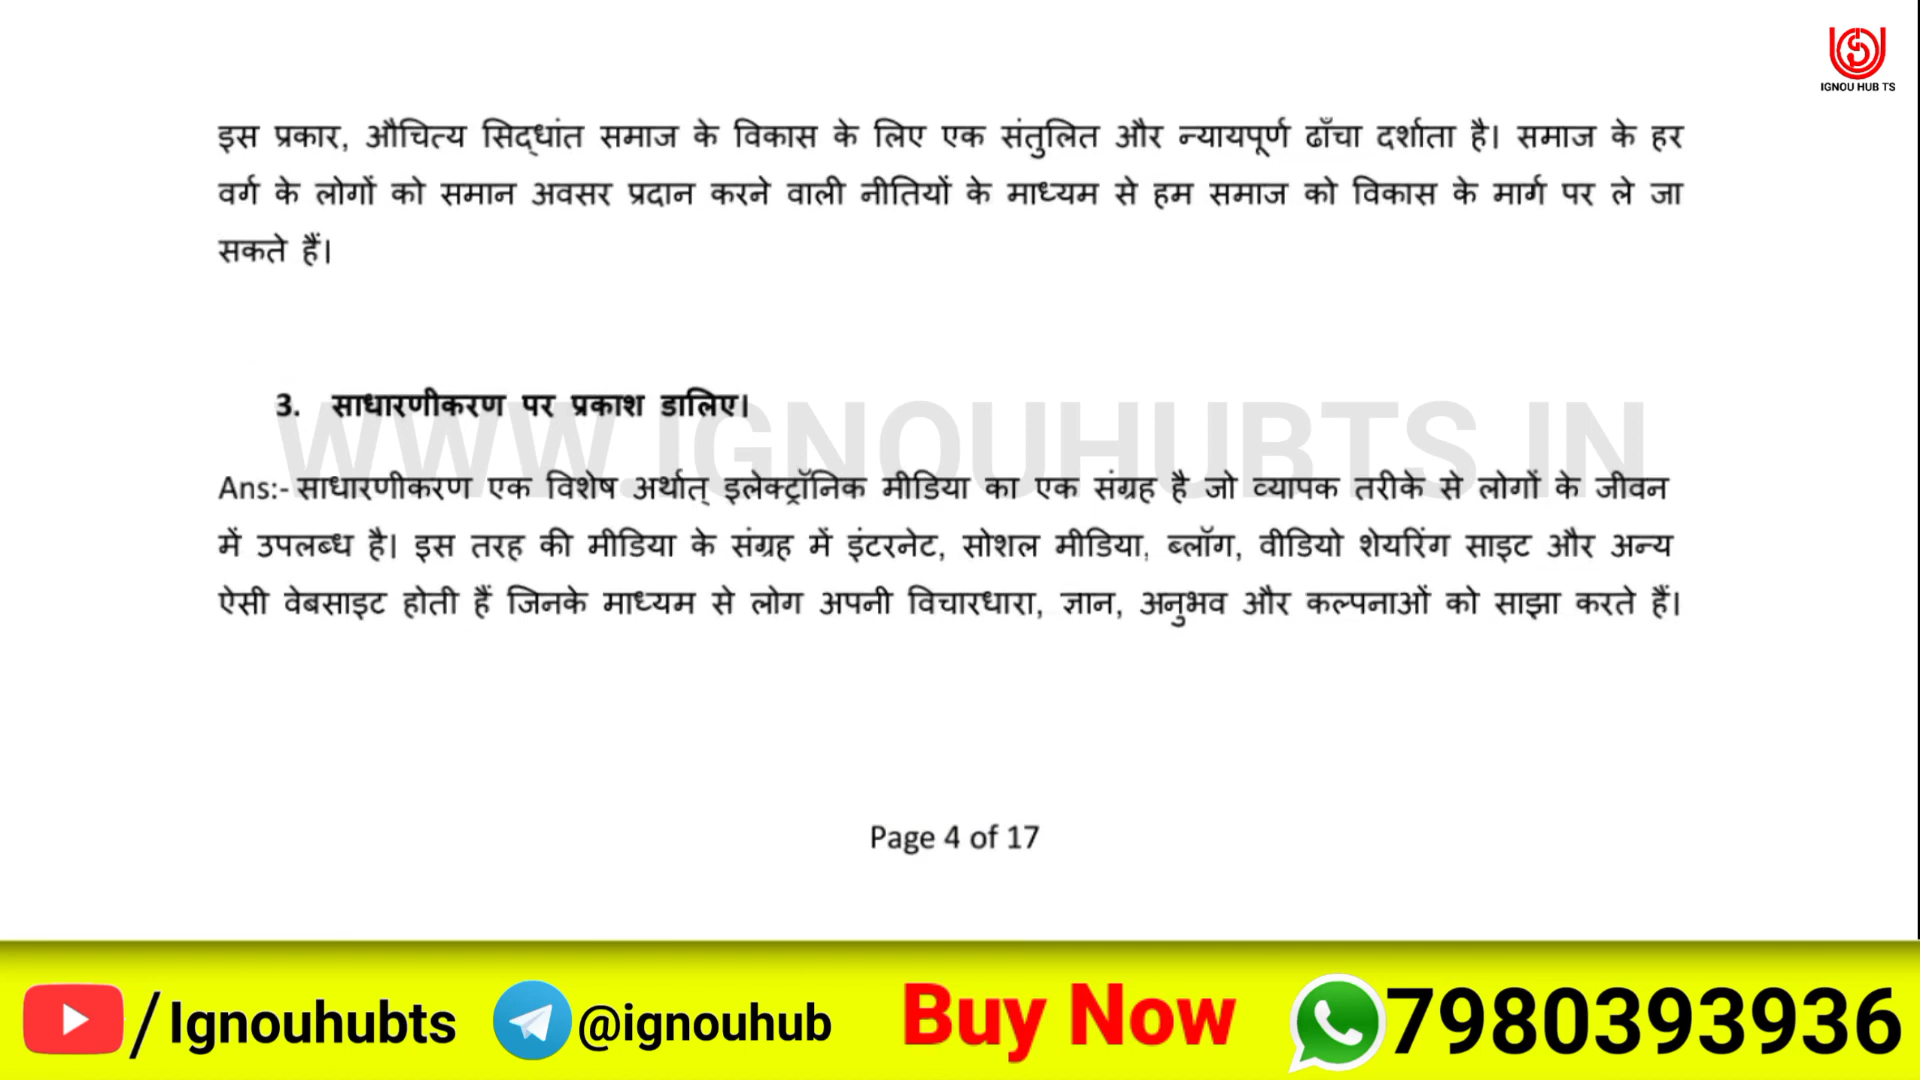 IGNOU HUB TS
इस प्रकार, औचित्य सिद्धांत समाज के विकास के लिए एक संतुलित और न्यायपूर्ण ढाँचा दर्शाता है। समाज के हर
वर्ग के लोगों को समान अवसर प्रदान करने वाली नीतियों के माध्यम से हम समाज को विकास के मार्ग पर ले जा
सकते हैं।
3. साधारणीकरण पर प्रकाश डालिए।
WWW.IGNOUHUBTS.IN
Ans:- साधारणीकरण एक विशेष अर्थात् इलेक्ट्रॉनिक मीडिया का एक संग्रह है जो व्यापक तरीके से लोगों के जीवन
में उपलब्ध है। इस तरह की मीडिया के संग्रह में इंटरनेट, सोशल मीडिया, ब्लॉग, वीडियो शेयरिंग साइट और अन्य
ऐसी वेबसाइट होती हैं जिनके माध्यम से लोग अपनी विचारधारा, ज्ञान, अनुभव और कल्पनाओं को साझा करते हैं।
Page 4 of 17
/Ignouhubts @ignouhub Buy Now 7980393936